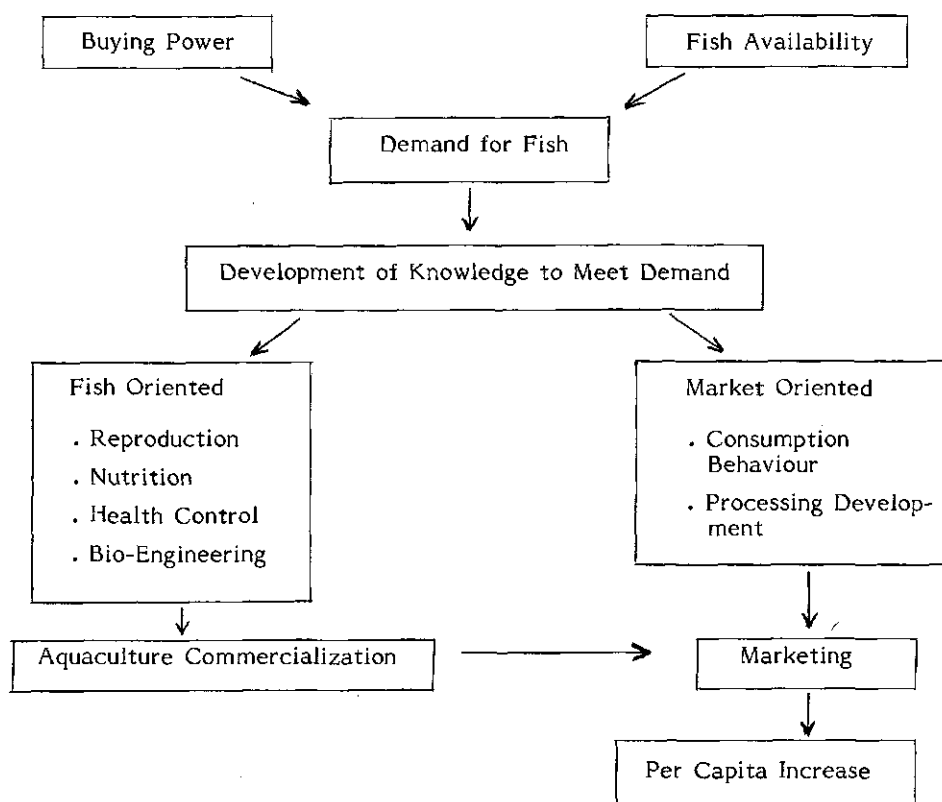 Buying Power
Fish Availability
Demand for Fish
Development of Knowledge to Meet Demand
Fish Oriented
. Reproduction
. Nutrition
. Health Control
. Bio-Engineering
Market Oriented
. Consumption
Behaviour
. Processing Develop-
ment
Aquaculture Commercialization
Marketing
Per Capita Increase